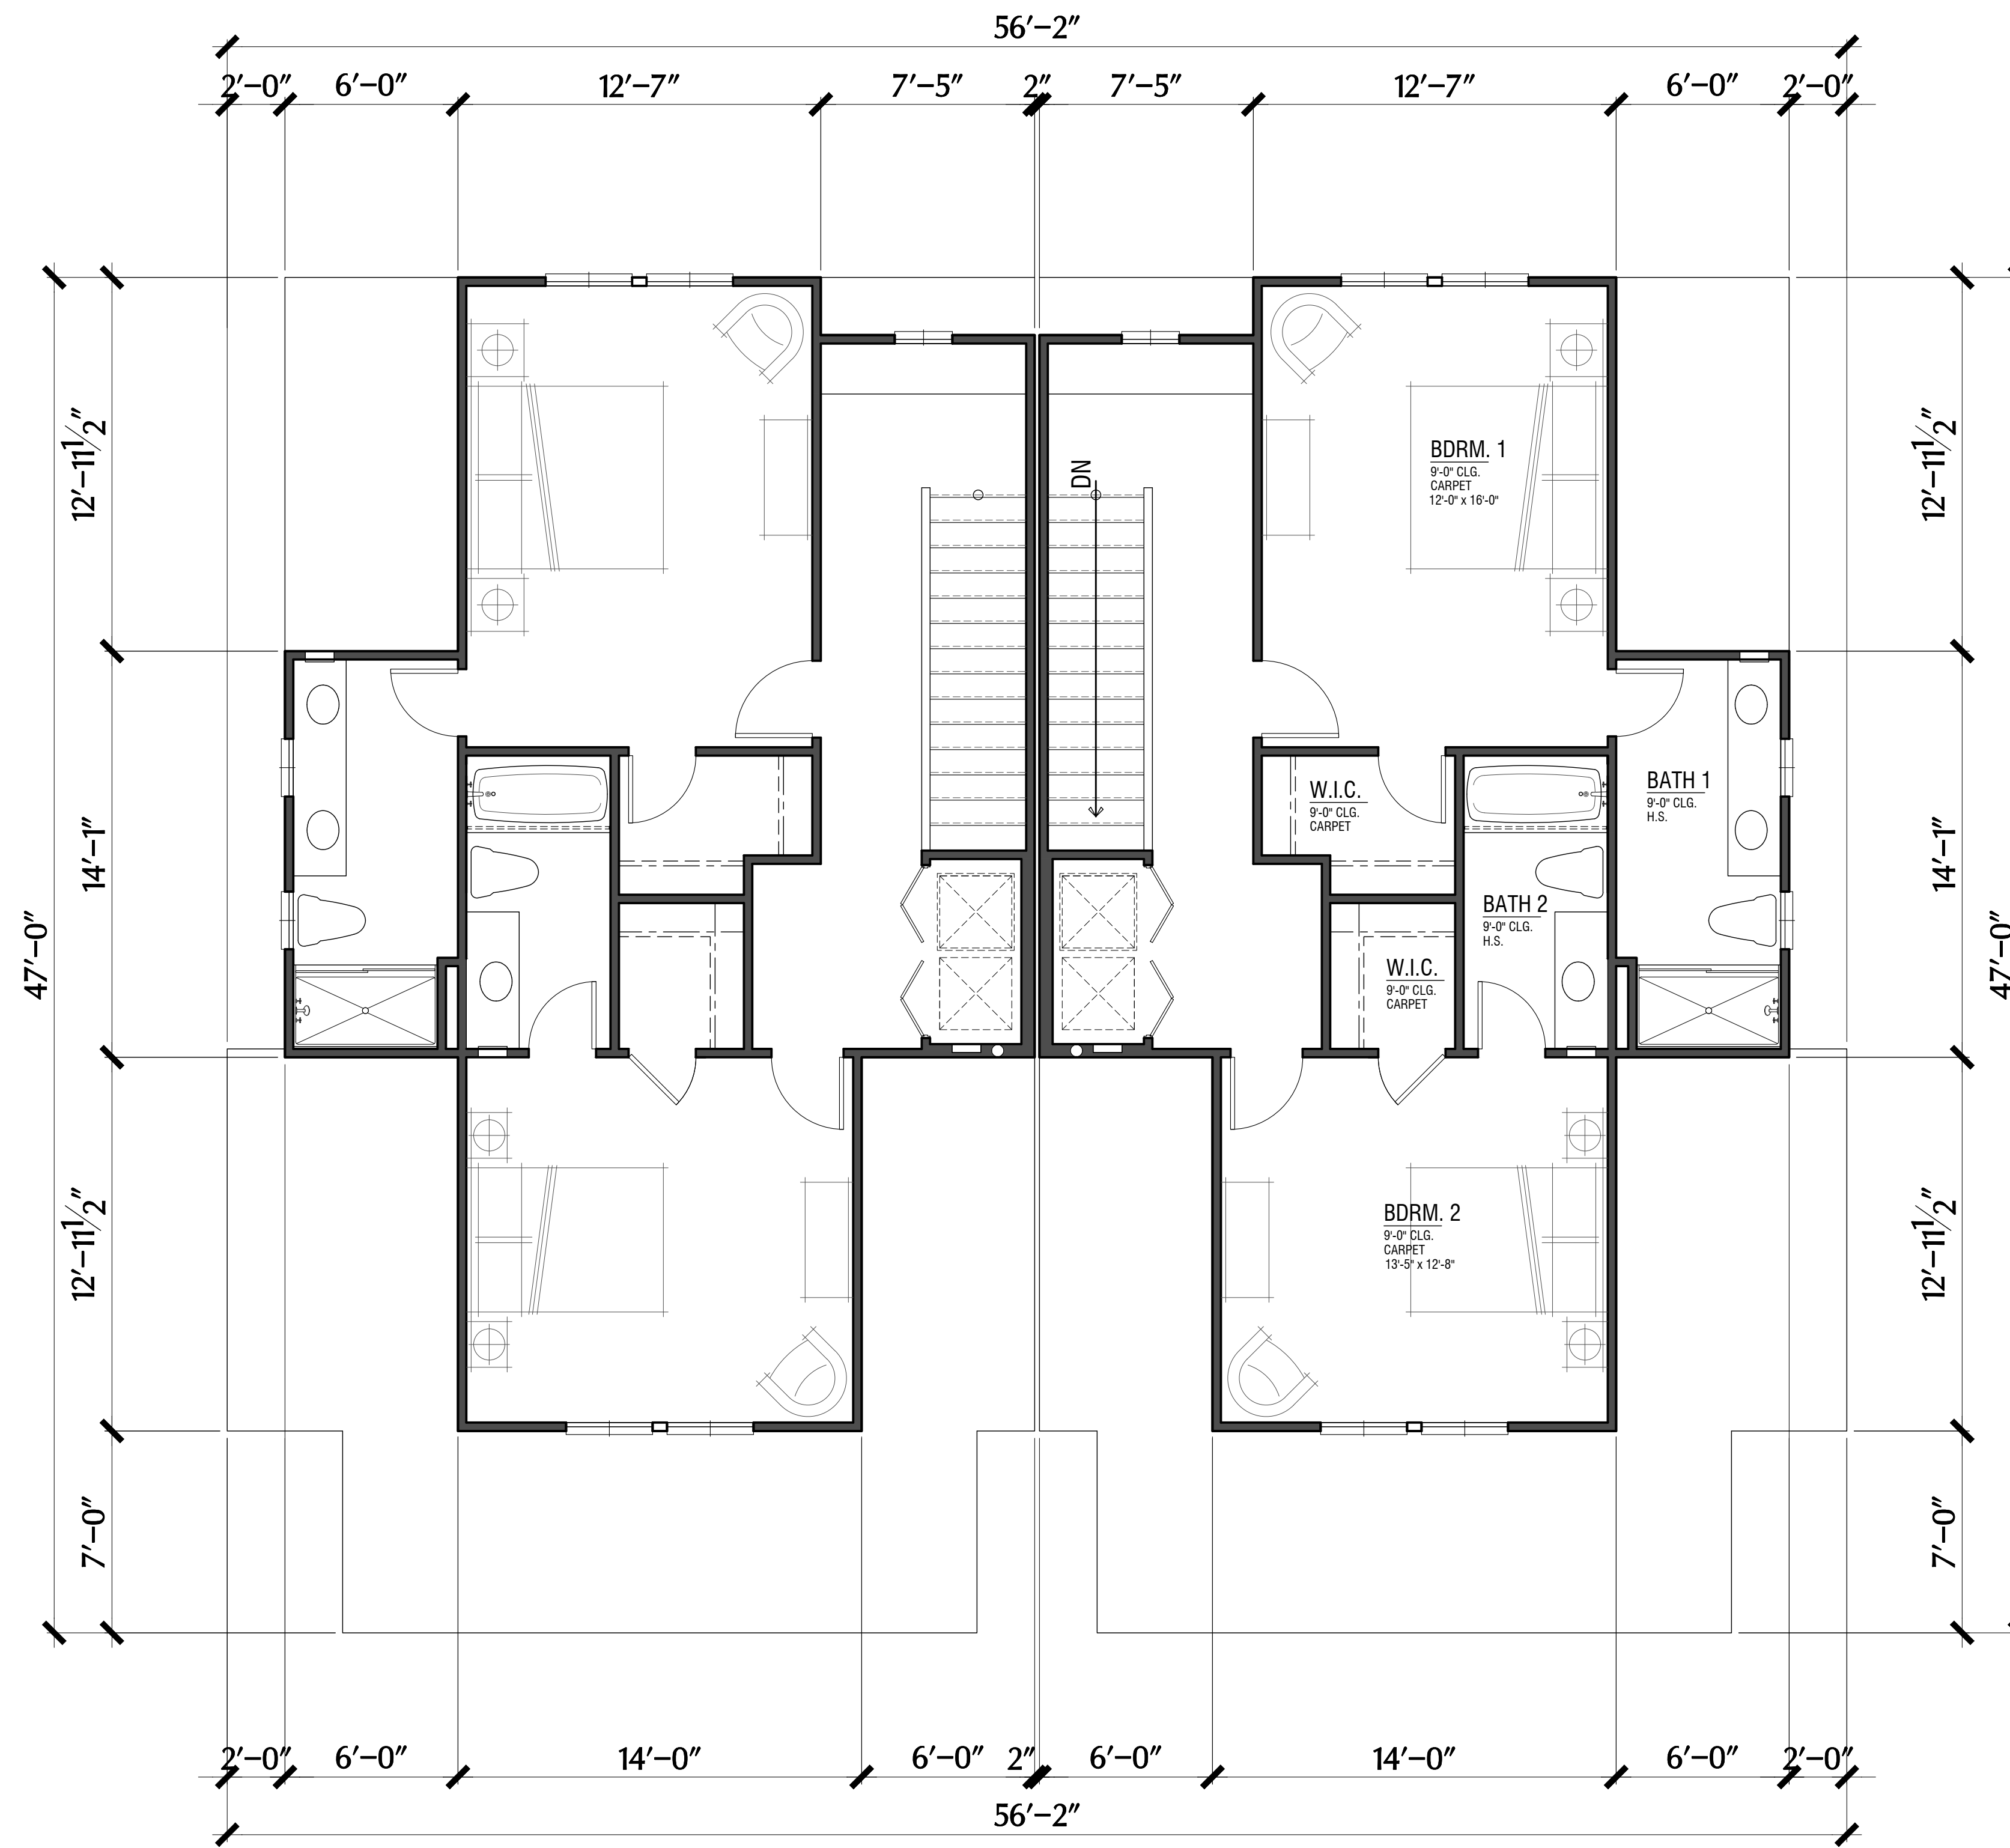 56′–2″
2′–0″ 6′–0″ 12′–7″ 7′–5″ 2″ 7′–5″ 12′–7″ 6′–0″ 2′–0″
12′–11 1/2″
14′–1″
47′–0″
12′–11 1/2″
7′–0″
DN
BDRM. 1
9'-0" CLG.
CARPET
12'-0" x 16'-0"
W.I.C.
9'-0" CLG.
CARPET
BATH 1
9'-0" CLG.
H.S.
BATH 2
9'-0" CLG.
H.S.
W.I.C.
9'-0" CLG.
CARPET
BDRM. 2
9'-0" CLG.
CARPET
13'-5" x 12'-8"
12′–11 1/2″
14′–1″
47′–0″
12′–11 1/2″
7′–0″
2′–0″ 6′–0″ 14′–0″ 6′–0″ 2″ 6′–0″ 14′–0″ 6′–0″ 2′–0″
56′–2″